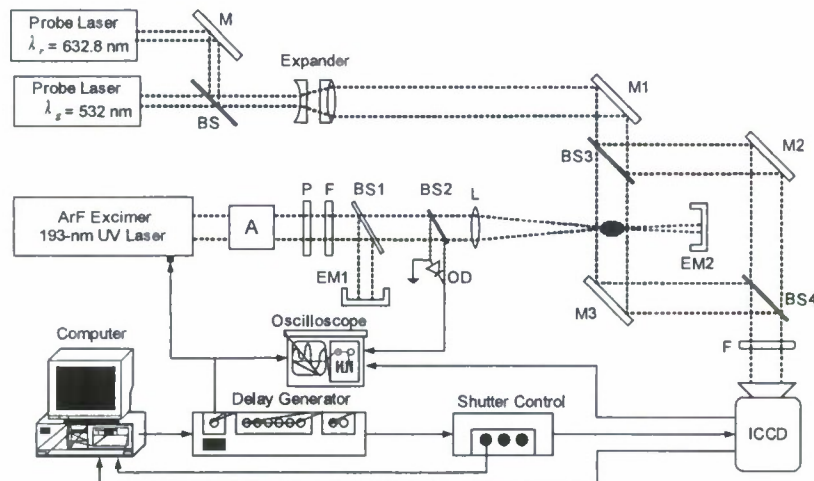 Probe Laser
λr = 632.8 nm
M
Expander
Probe Laser
λs = 532 nm
BS
M1
BS3
M2
ArF Excimer
193-nm UV Laser
A
P
F
BS1
BS2
L
EM1
OD
EM2
M3
BS4
F
Computer
Oscilloscope
Delay Generator
Shutter Control
ICCD